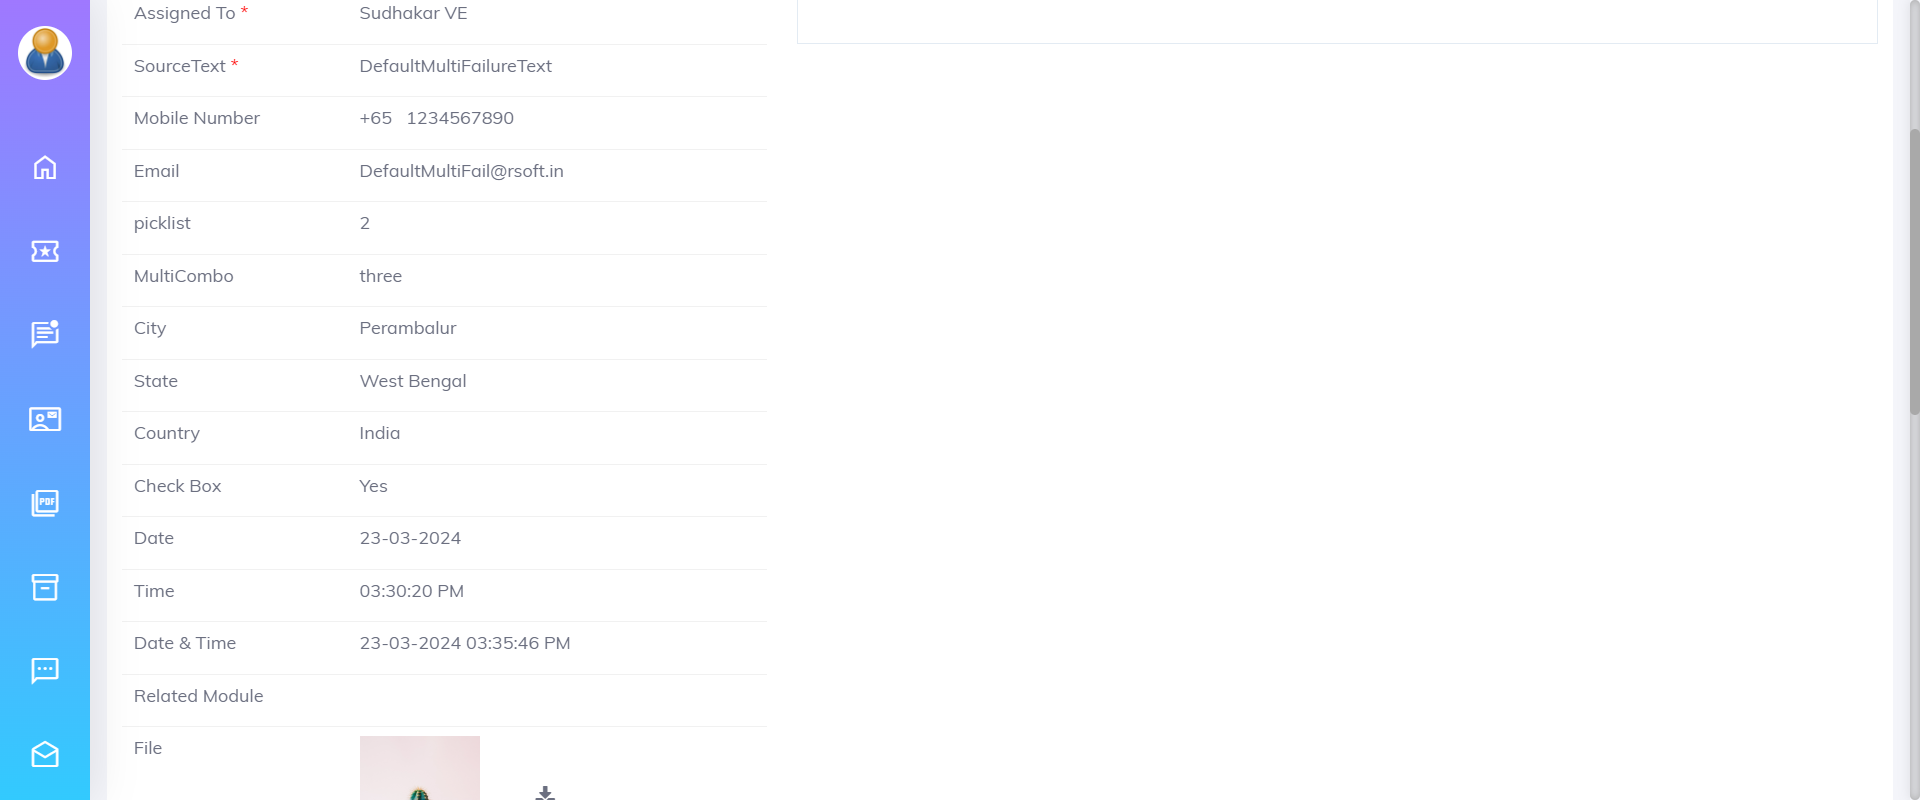 Assigned To * Sudhakar VE
SourceText * DefaultMultiFailureText
Mobile Number +65 1234567890
Email DefaultMultiFail@rsoft.in
picklist 2
MultiCombo three
City Perambalur
State West Bengal
Country India
Check Box Yes
Date 23-03-2024
Time 03:30:20 PM
Date & Time 23-03-2024 03:35:46 PM
Related Module
File
PDF